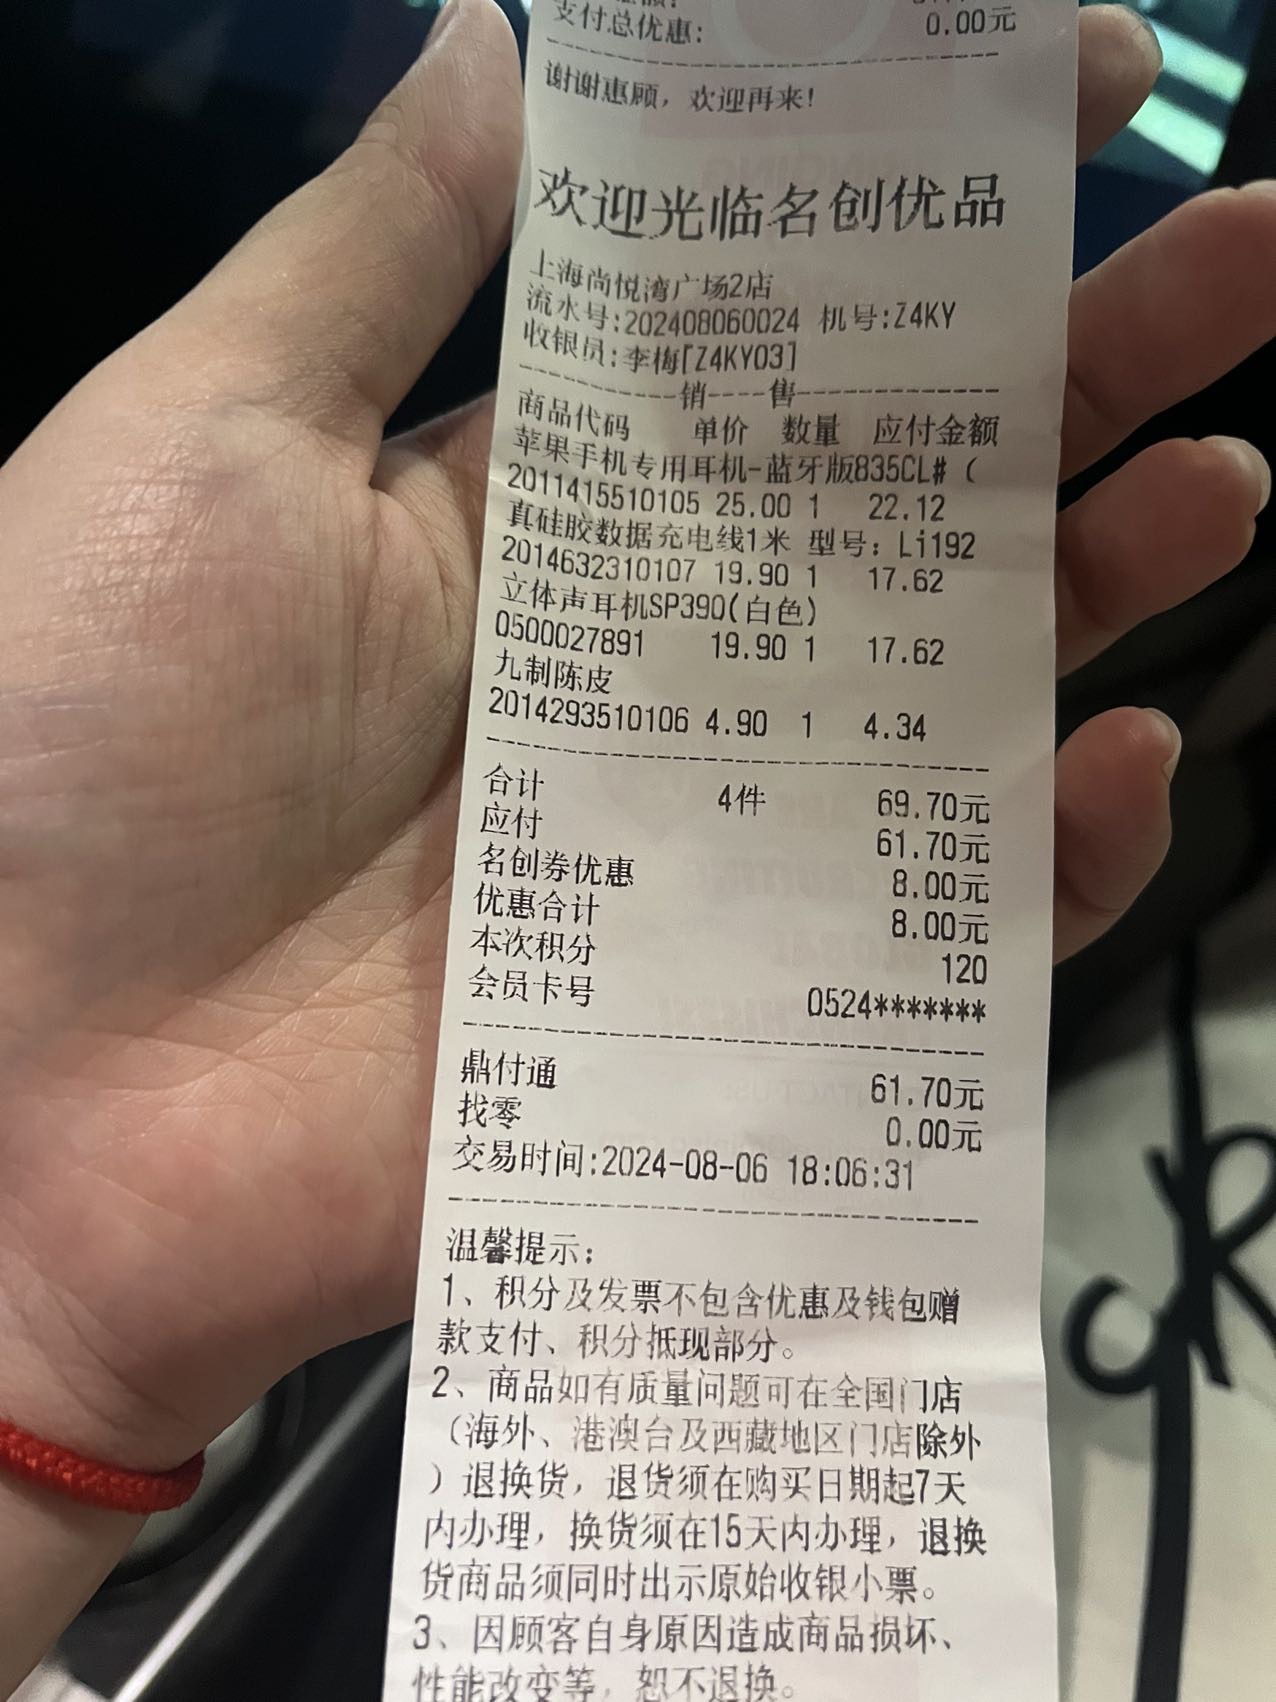 支付总优惠: 0.00元
谢谢惠顾，欢迎再来!
欢迎光临名创优品
上海尚悦湾广场2店
流水号:202408060024 机号:Z4KY
收银员:李梅[Z4KY03]
销----售
商品代码 单价 数量 应付金额
苹果手机专用耳机-蓝牙版835CL# (
2011415510105 25.00 1 22.12
真硅胶数据充电线1米 型号: Li192
2014632310107 19.90 1 17.62
立体声耳机SP390(白色)
0500027891 19.90 1 17.62
九制陈皮
2014293510106 4.90 1 4.34
合计 4件 69.70元
应付 61.70元
名创券优惠 8.00元
优惠合计 8.00元
本次积分 120
会员卡号 0524*******
鼎付通 61.70元
找零 0.00元
交易时间:2024-08-06 18:06:31
温馨提示:
1、积分及发票不包含优惠及钱包赠
款支付、积分抵现部分。
2、商品如有质量问题可在全国门店
（海外、港澳台及西藏地区门店除外
）退换货，退货须在购买日期起7天
内办理，换货须在15天内办理，退换
货商品须同时出示原始收银小票。
3、因顾客自身原因造成商品损坏、
性能改变等，恕不退换。